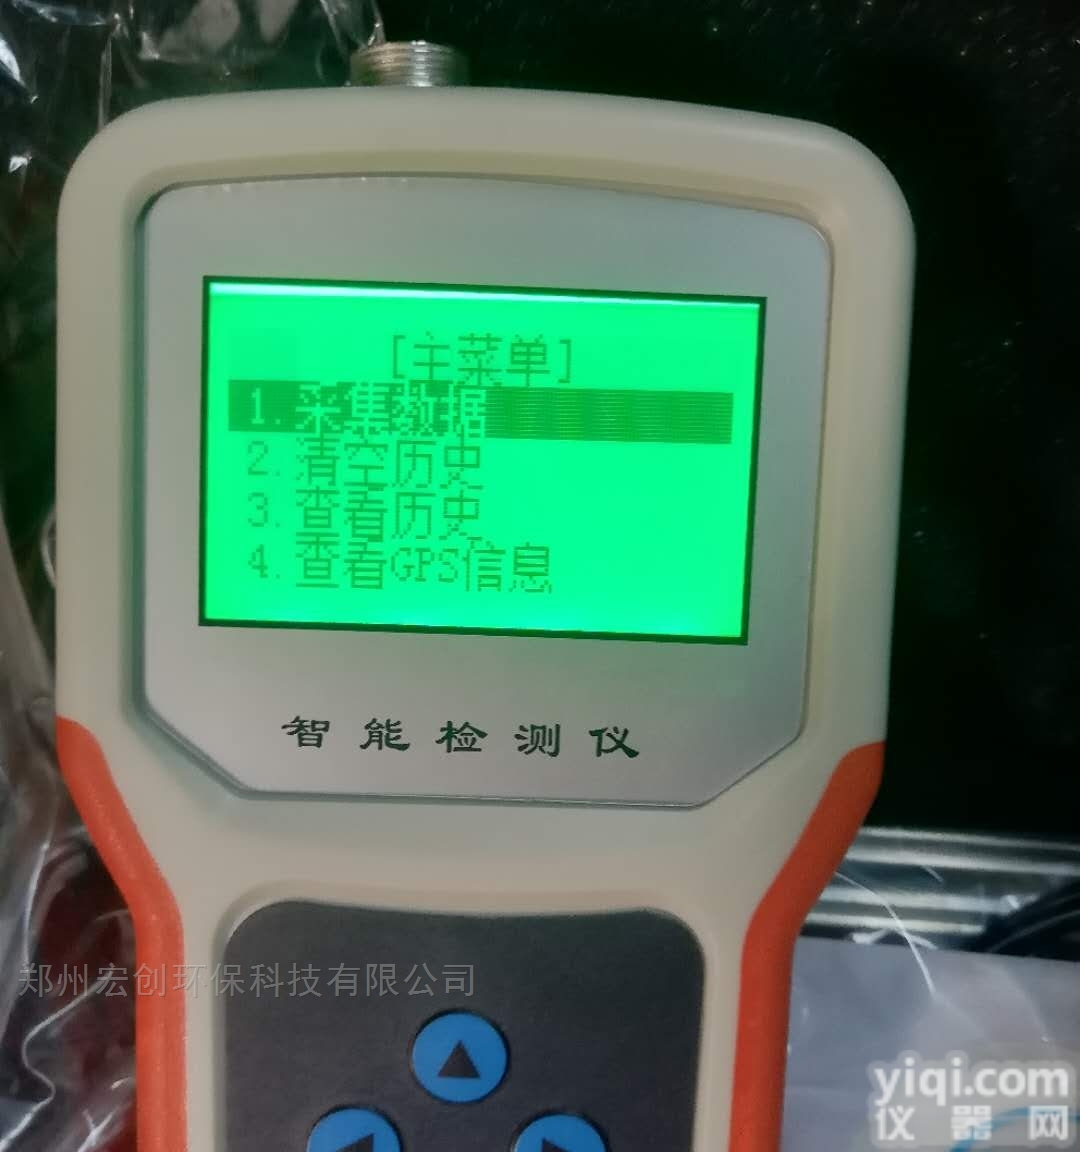 [主菜单]
1.采集数据
2.清空历史
3.查看历史
4.查看GPS信息
智能检测仪
郑州宏创环保科技有限公司
yiqi.com
仪器网